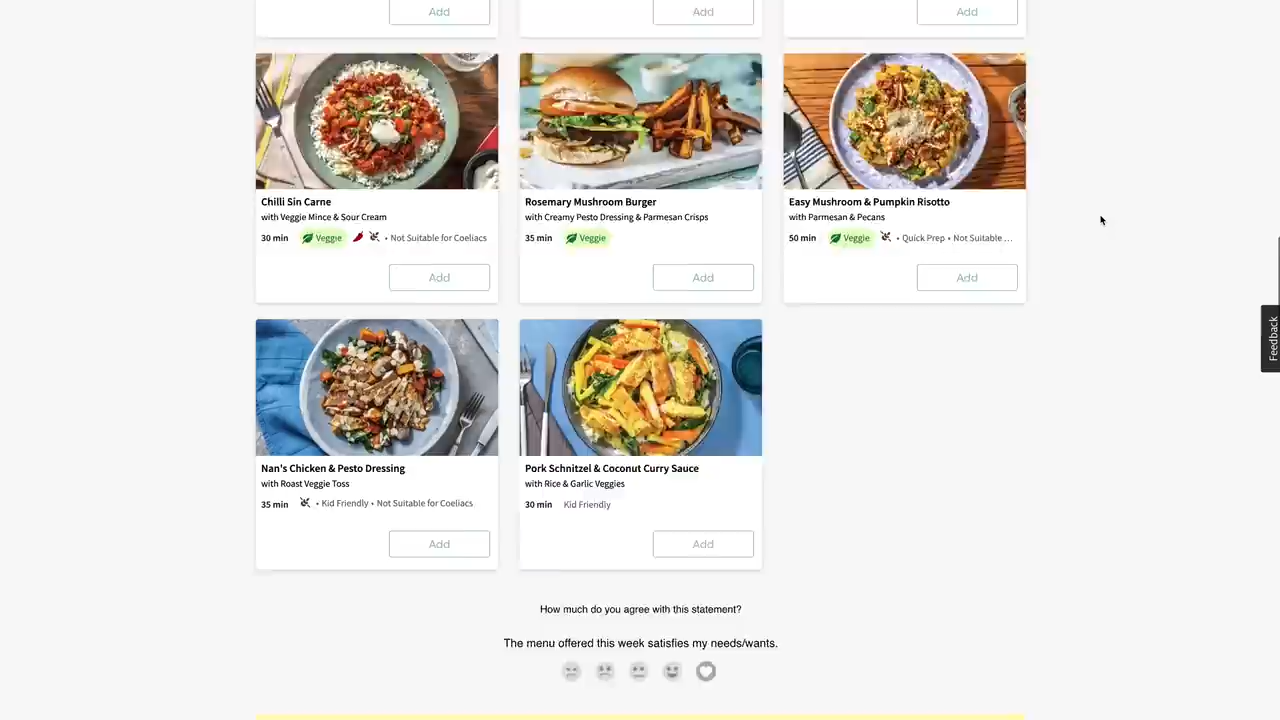 Add Add Add
Chilli Sin Carne
with Veggie Mince & Sour Cream
30 min Veggie • Not Suitable for Coeliacs
Add
Rosemary Mushroom Burger
with Creamy Pesto Dressing & Parmesan Crisps
35 min Veggie
Add
Easy Mushroom & Pumpkin Risotto
with Parmesan & Pecans
50 min Veggie • Quick Prep • Not Suitable ...
Add
Nan's Chicken & Pesto Dressing
with Roast Veggie Toss
35 min • Kid Friendly • Not Suitable for Coeliacs
Add
Pork Schnitzel & Coconut Curry Sauce
with Rice & Garlic Veggies
30 min Kid Friendly
Add
Feedback
How much do you agree with this statement?
The menu offered this week satisfies my needs/wants.